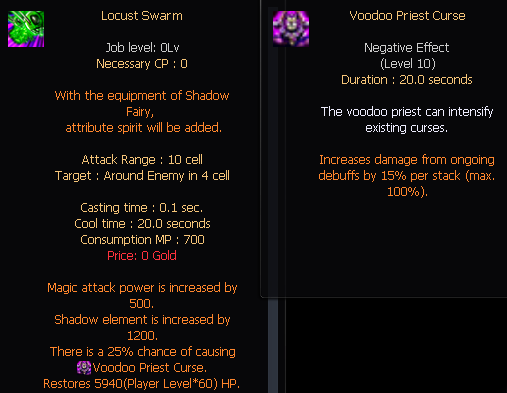 Locust Swarm
Job level: 0Lv
Necessary CP : 0
With the equipment of Shadow
Fairy,
attribute spirit will be added.
Attack Range : 10 cell
Target : Around Enemy in 4 cell
Casting time : 0.1 sec.
Cool time : 20.0 seconds
Consumption MP : 700
Price: 0 Gold
Magic attack power is increased by
500.
Shadow element is increased by
1200.
There is a 25% chance of causing
Voodoo Priest Curse.
Restores 5940(Player Level*60) HP.
Voodoo Priest Curse
Negative Effect
(Level 10)
Duration : 20.0 seconds
The voodoo priest can intensify
existing curses.
Increases damage from ongoing
debuffs by 15% per stack (max.
100%).